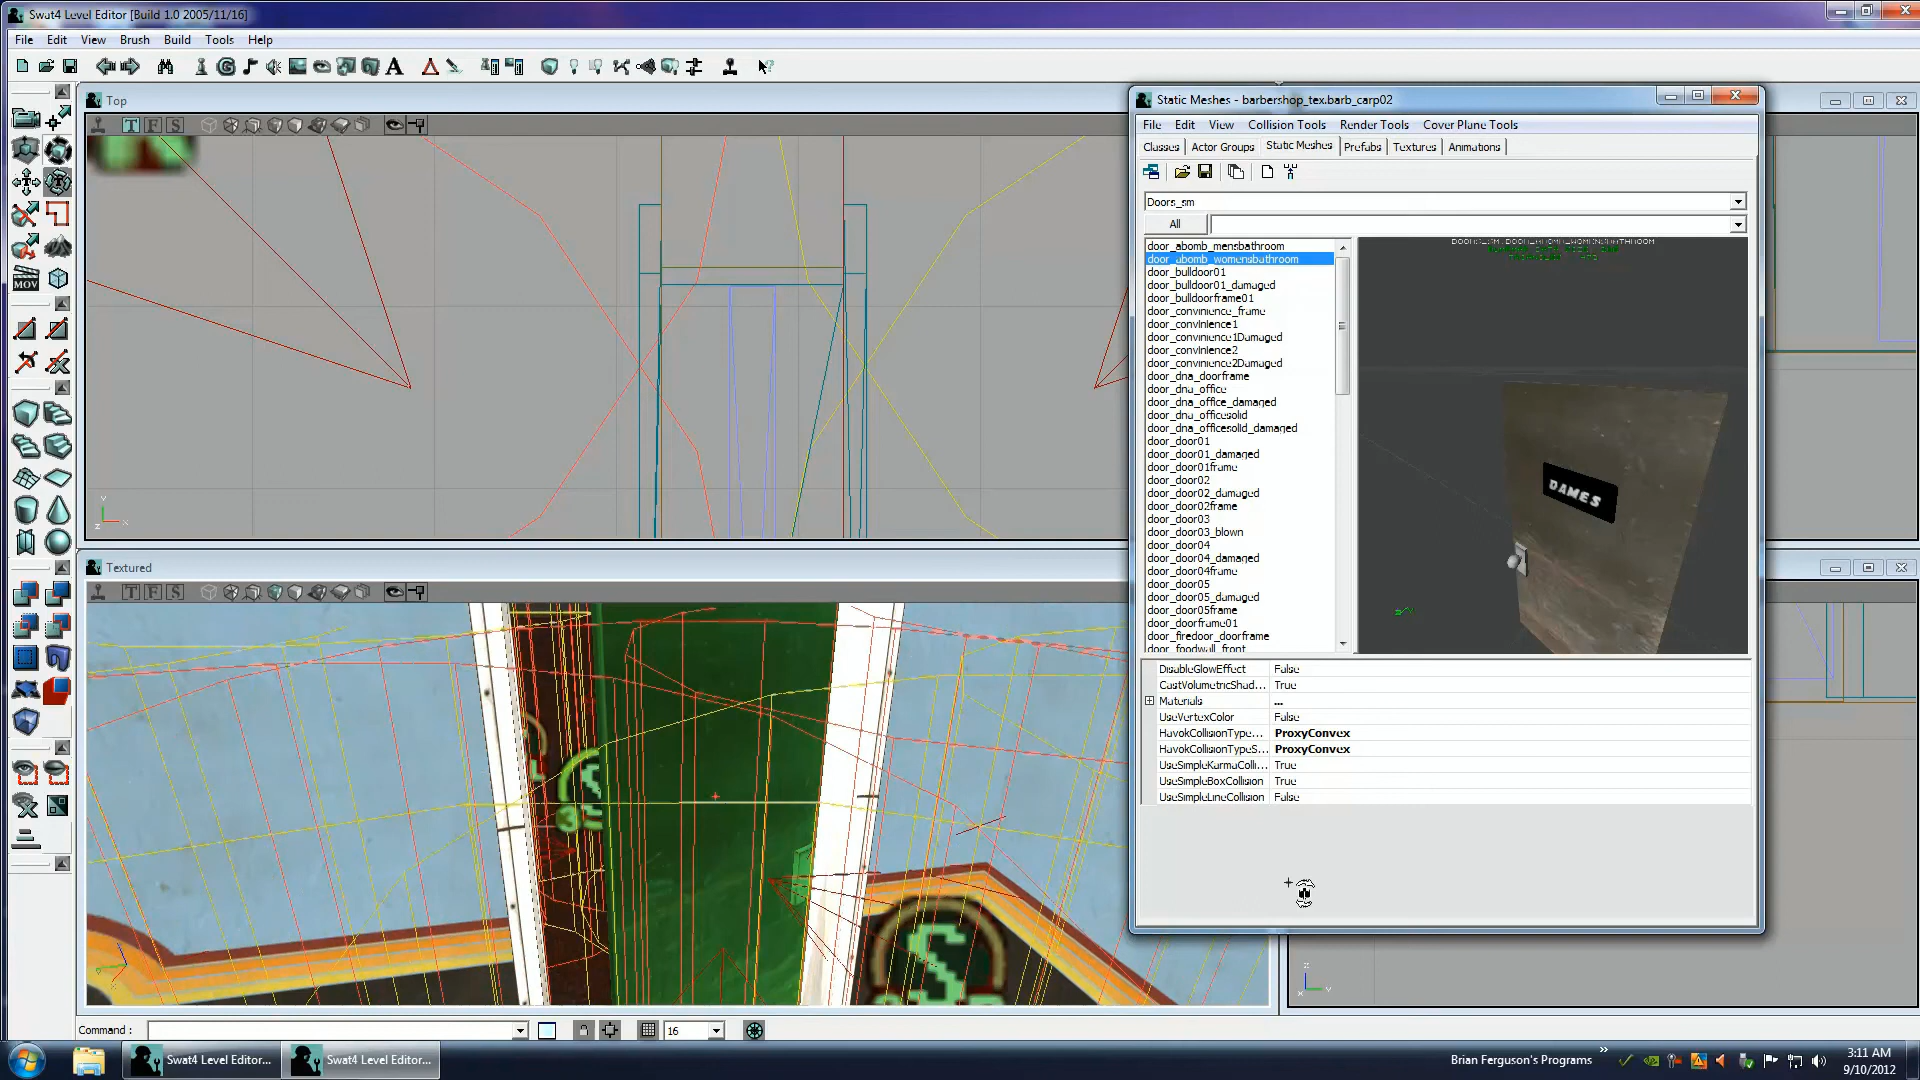 Swat4 Level Editor [Build 1.0 2005/11/16]
File Edit View Brush Build Tools Help
Top
T F S
Textured
T F S
MOV
Static Meshes - barbershop_tex.barb_carp02
File Edit View Collision Tools Render Tools Cover Plane Tools
Classes Actor Groups Static Meshes Prefabs Textures Animations
Doors_sm
All
door_abomb_mensbathroom
door_abomb_womensbathroom
door_bulldoor01
door_bulldoor01_damaged
door_bulldoorframe01
door_convinience_frame
door_convinience1
door_convinience1Damaged
door_convinience2
door_convinience2Damaged
door_dna_doorframe
door_dna_office
door_dna_office_damaged
door_dna_officesolid
door_dna_officesolid_damaged
door_door01
door_door01_damaged
door_door01frame
door_door02
door_door02_damaged
door_door02frame
door_door03
door_door03_blown
door_door04
door_door04_damaged
door_door04frame
door_door05
door_door05_damaged
door_door05frame
door_doorframe01
door_firedoor_doorframe
door_foodwall_front
DAMES
DisableGlowEffect False
CastVolumetricShad... True
Materials ...
UseVertexColor False
HavokCollisionType... ProxyConvex
HavokCollisionTypeS... ProxyConvex
UseSimpleKarmaColli... True
UseSimpleBoxCollision True
UseSimpleLineCollision False
Command : 16
Swat4 Level Editor... Swat4 Level Editor...
Brian Ferguson's Programs »
3:11 AM
9/10/2012